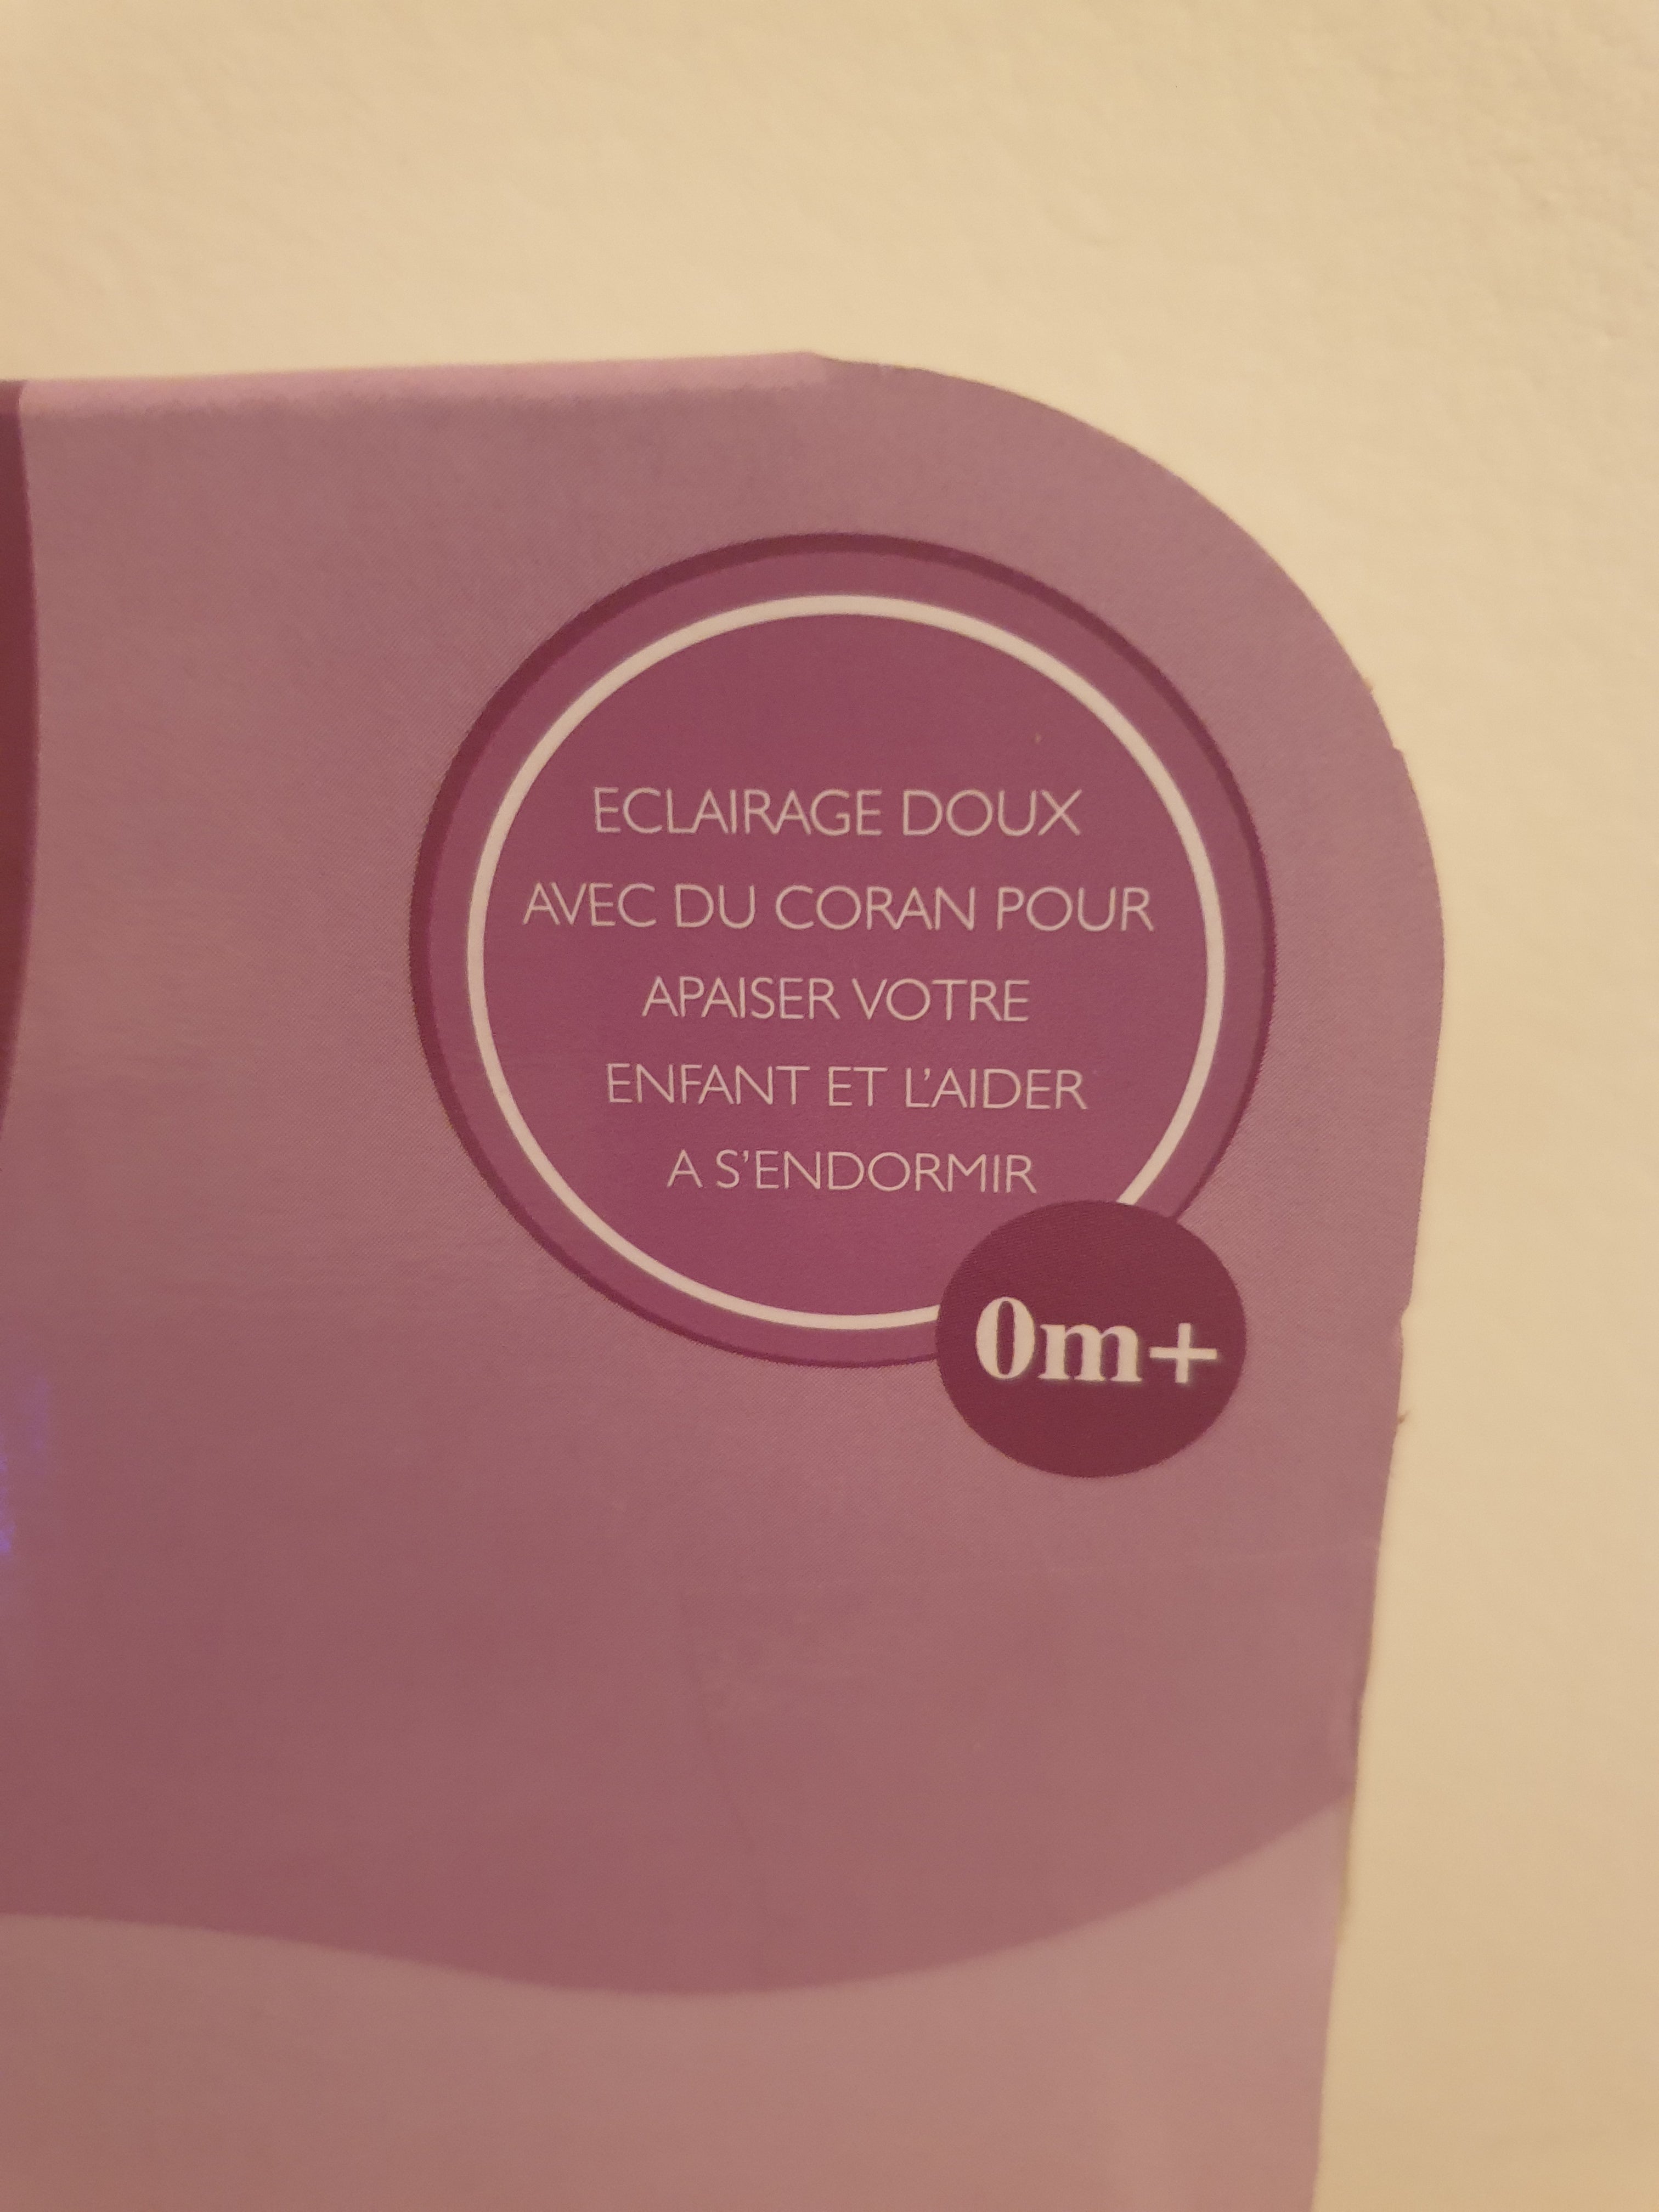 ECLAIRAGE DOUX
AVEC DU CORAN POUR
APAISER VOTRE
ENFANT ET L'AIDER
A S'ENDORMIR
0m+